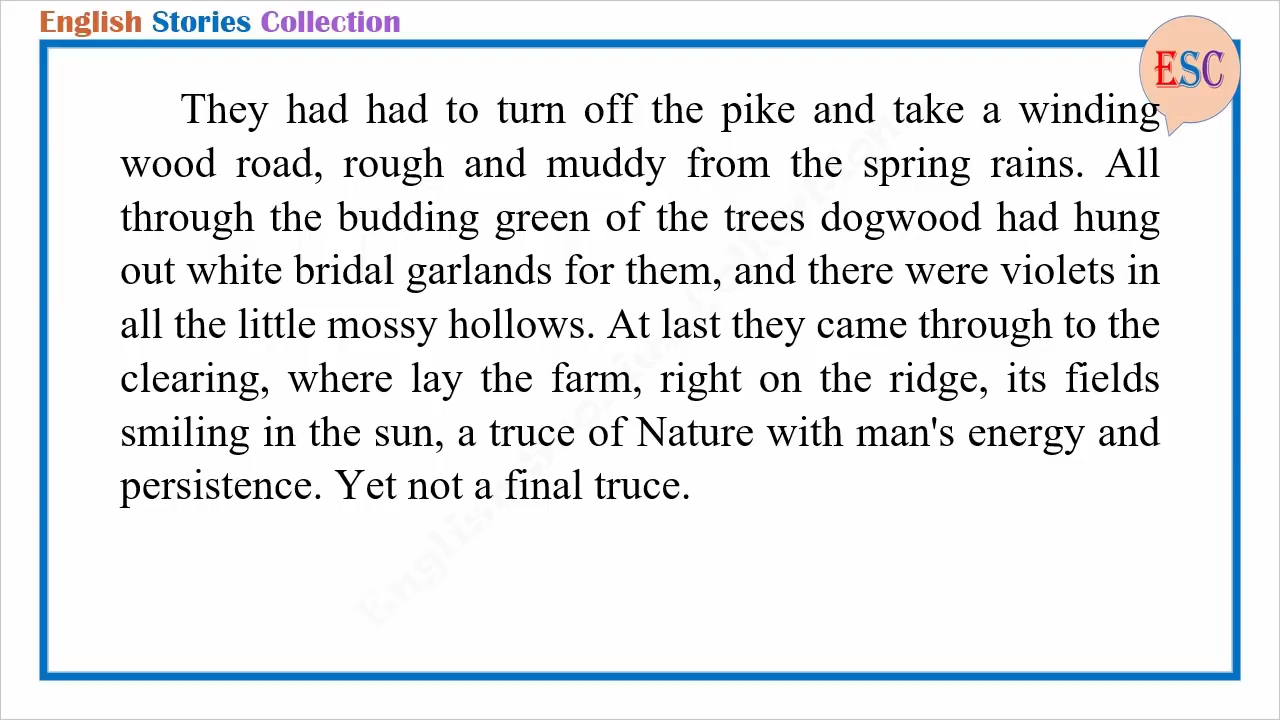 English Stories Collection
ESC
They had had to turn off the pike and take a winding
wood road, rough and muddy from the spring rains. All
through the budding green of the trees dogwood had hung
out white bridal garlands for them, and there were violets in
all the little mossy hollows. At last they came through to the
clearing, where lay the farm, right on the ridge, its fields
smiling in the sun, a truce of Nature with man's energy and
persistence. Yet not a final truce.
English Stories Collection